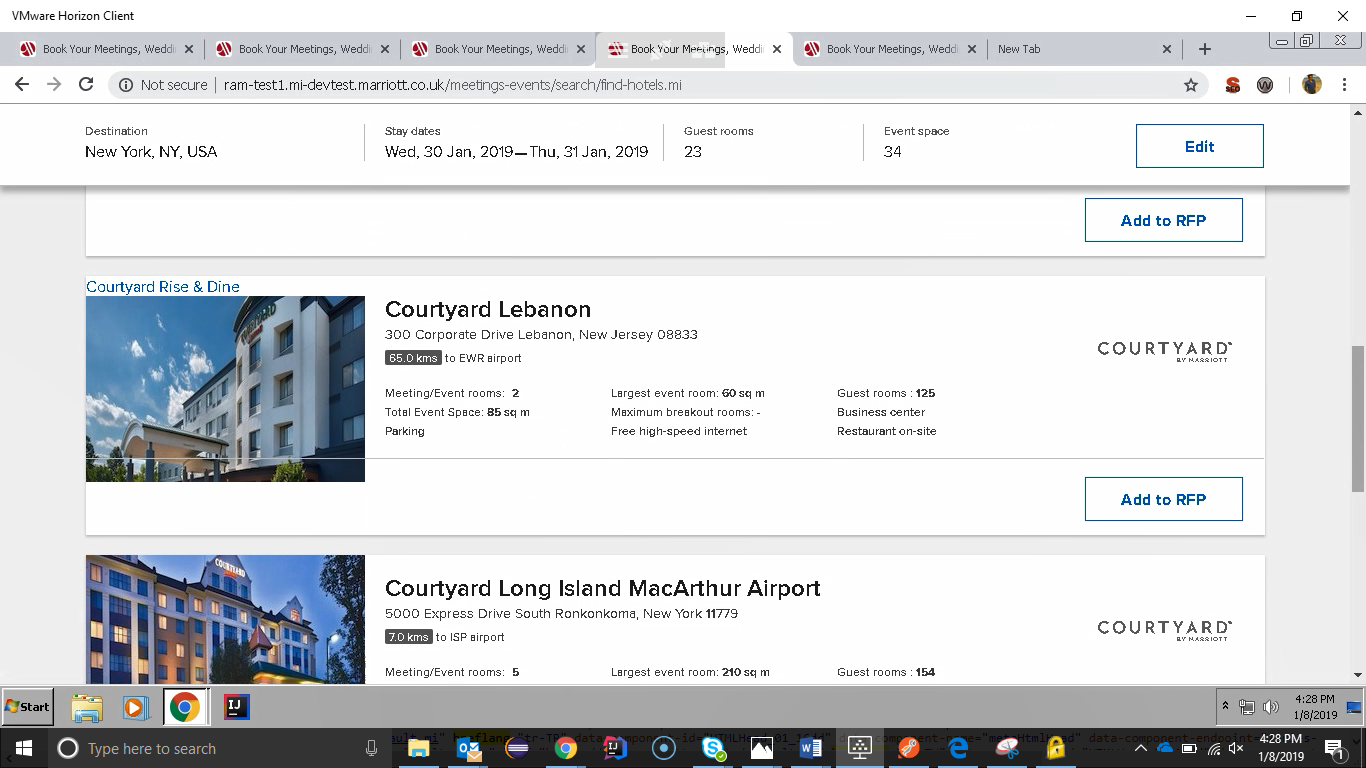 VMware Horizon Client
Book Your Meetings, Weddi
Book Your Meetings, Weddi
Book Your Meetings, Weddi
Book Your Meetings, Weddi
Book Your Meetings, Weddi
New Tab
Not secure
ram-test1.mi-devtest.marriott.co.uk/meetings-events/search/find-hotels.mi
Destination
New York, NY, USA
Stay dates
Wed, 30 Jan, 2019—Thu, 31 Jan, 2019
Guest rooms
23
Event space
34
Edit
Add to RFP
Courtyard Rise & Dine
COURTYARD
Courtyard Lebanon
300 Corporate Drive Lebanon, New Jersey 08833
65.0 kms to EWR airport
COURTYARD
BY MARRIOTT
Meeting/Event rooms: 2
Largest event room: 60 sq m
Guest rooms : 125
Total Event Space: 85 sq m
Maximum breakout rooms: -
Business center
Parking
Free high-speed internet
Restaurant on-site
Add to RFP
COURTYARD
Courtyard Long Island MacArthur Airport
5000 Express Drive South Ronkonkoma, New York 11779
7.0 kms to ISP airport
COURTYARD
BY MARRIOTT
Meeting/Event rooms: 5
Largest event room: 210 sq m
Guest rooms : 154
Start
4:28 PM
1/8/2019
Type here to search
4:28 PM
1/8/2019
1